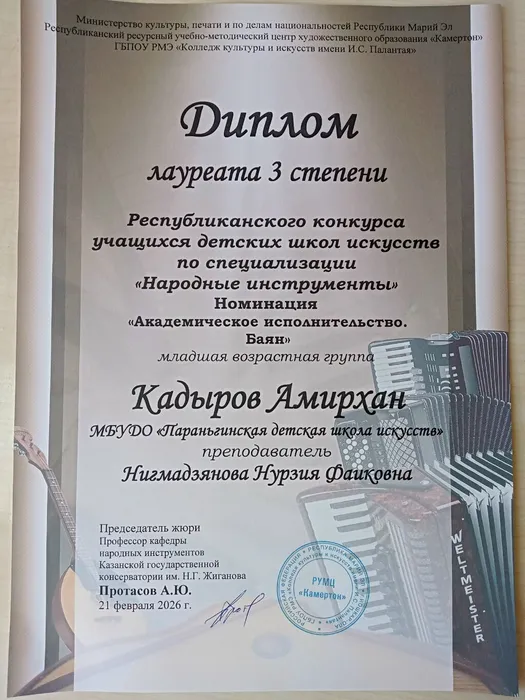 Министерство культуры, печати и по делам национальностей Республики Марий Эл
Республиканский ресурсный учебно-методический центр художественного образования «Камертон»
ГБПОУ РМЭ «Колледж культуры и искусств имени И.С. Палантая»
Диплом
лауреата 3 степени
Республиканского конкурса
учащихся детских школ искусств
по специализации
«Народные инструменты»
Номинация
«Академическое исполнительство.
Баян»
младшая возрастная группа
Кадыров Амирхан
МБУДО «Параньгинская детская школа искусств»
преподаватель
Нигмадзянова Нурзия Фаиковна
Председатель жюри
Профессор кафедры
народных инструментов
Казанской государственной
консерватории им. Н.Г. Жиганова
Протасов А.Ю.
21 февраля 2026 г.
РУМЦ
«Камертон»
WELTMEISTER